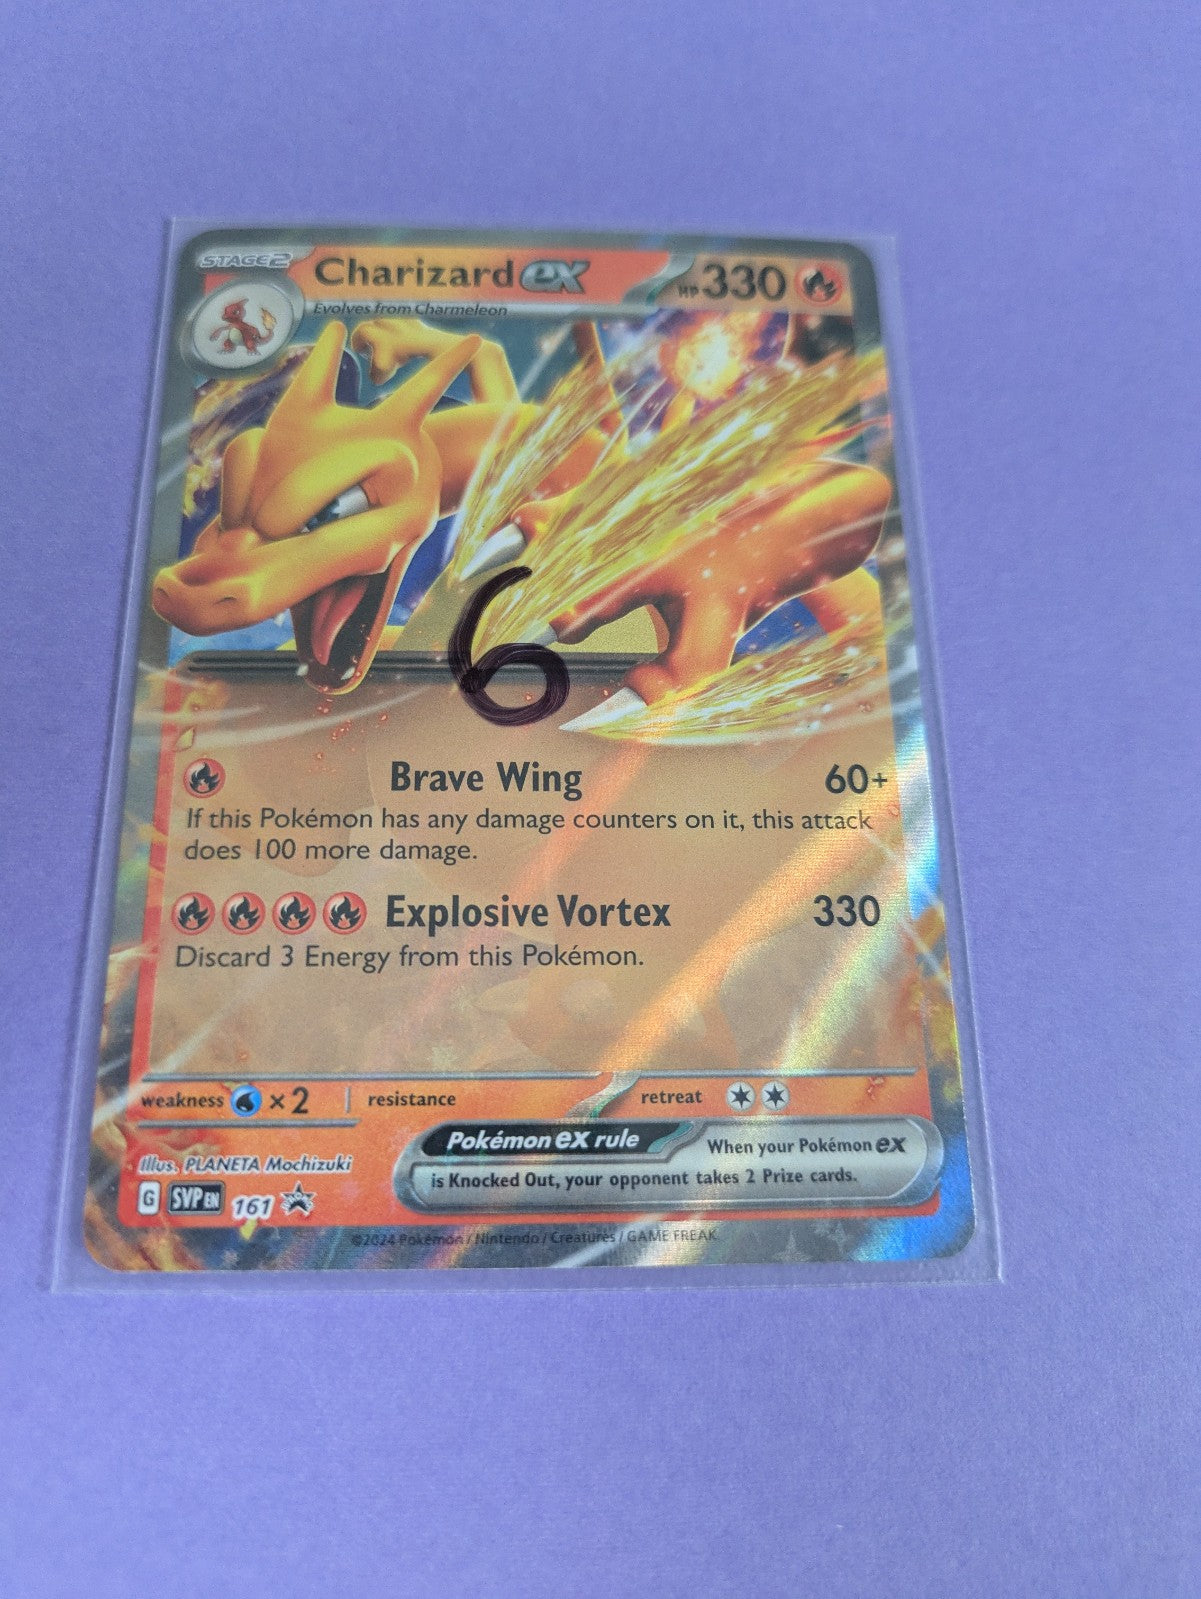 STAGE 2 Charizard ex HP 330
Evolves from Charmeleon
6
Brave Wing 60+
If this Pokémon has any damage counters on it, this attack
does 100 more damage.
Explosive Vortex 330
Discard 3 Energy from this Pokémon.
weakness ×2 resistance retreat
Pokémon ex rule When your Pokémon ex
is Knocked Out, your opponent takes 2 Prize cards.
Illus. PLANETA Mochizuki
G SVP EN 161
©2024 Pokémon / Nintendo / Creatures / GAME FREAK